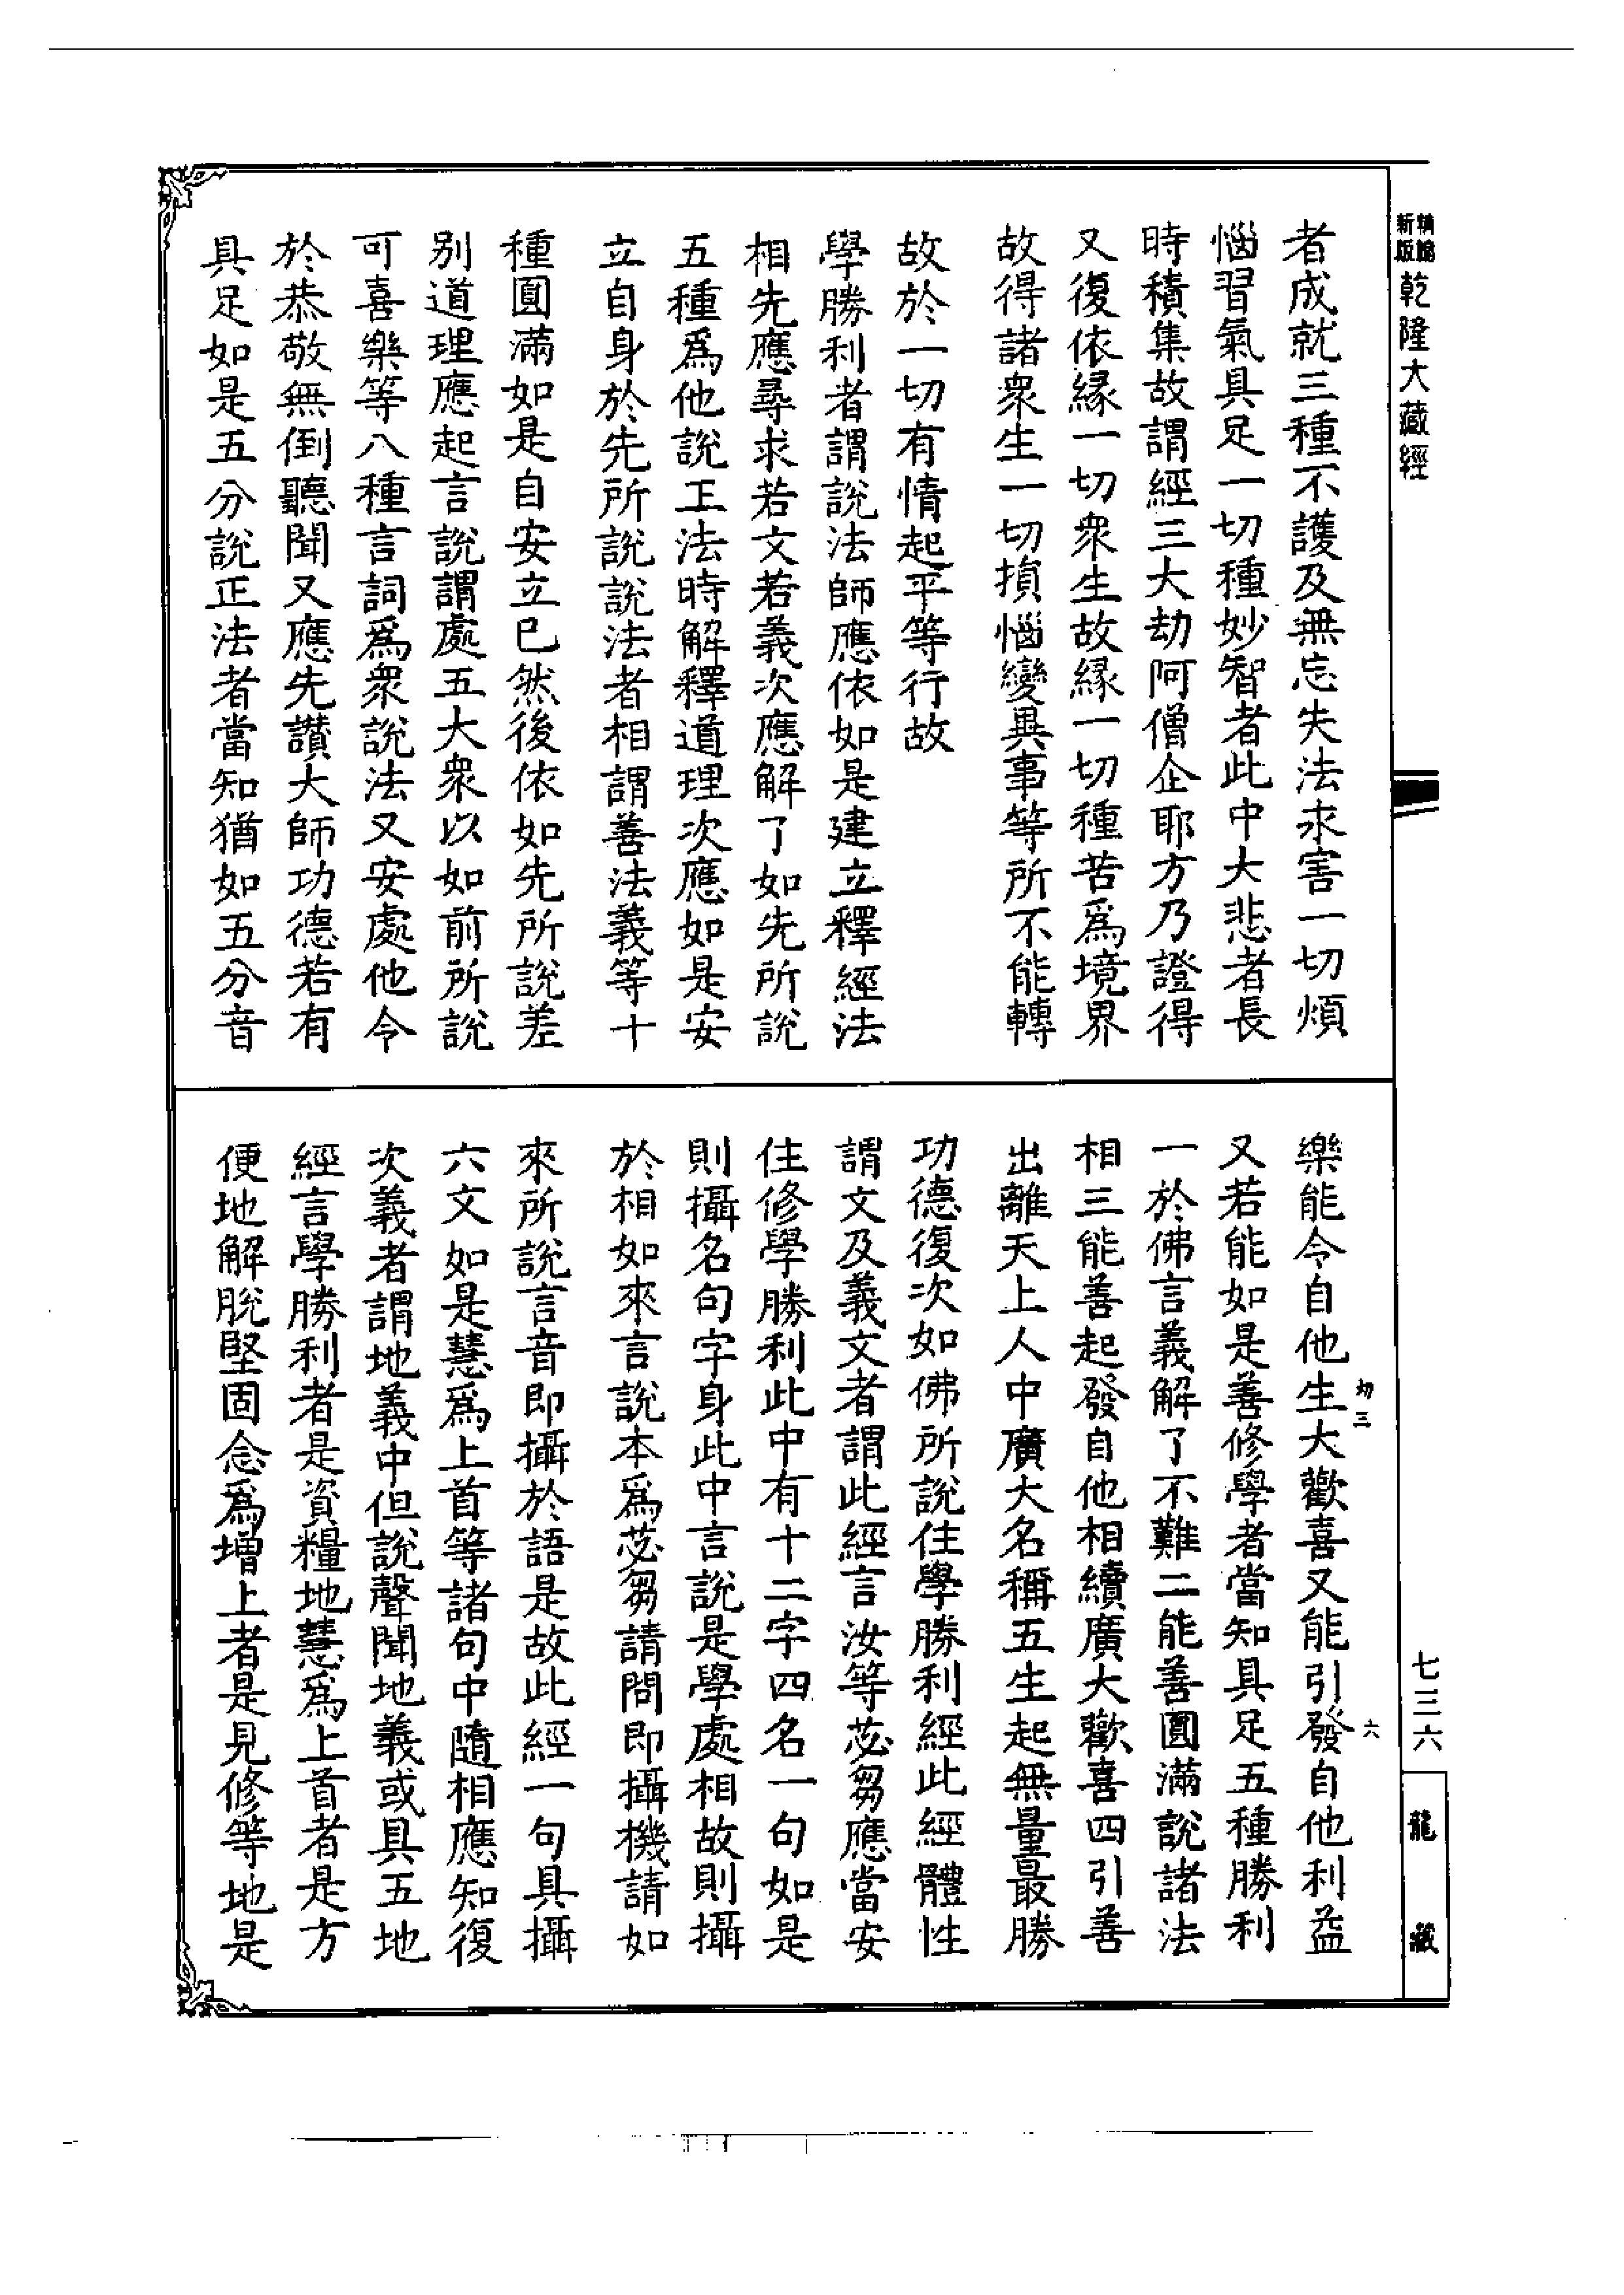 精縮
新版
乾隆大藏經
者成就三種不護及無忘失法永害一切煩
惱習氣具足一切種妙智者此中大悲者長
時積集故謂經三大劫阿僧企耶方乃證得
又復依緣一切衆生故緣一切種苦爲境界
故得諸衆生一切損惱變異事等所不能轉
故於一切有情起平等行故
學勝利者謂說法師應依如是建立釋經法
相先應尋求若文若義次應解了如先所說
五種爲他說正法時解釋道理次應如是安
立自身於先所說說法者相謂善法義等十
種圓滿如是自安立已然後依如先所說差
別道理應起言說謂處五大衆以如前所說
可喜樂等八種言詞爲衆說法又安處他令
於恭敬無倒聽聞又應先讚大師功德若有
具足如是五分說正法者當知猶如五分音
樂能令自他生大歡喜又能引發自他利益
又若能如是善修學者當知具足五種勝利
一於佛言義解了不難二能善圓滿說諸法
相三能善起發自他相續廣大歡喜四引善
出離天上人中廣大名稱五生起無量最勝
功德復次如佛所說住學勝利經此經體性
謂文及義文者謂此經言汝等苾芻應當安
住修學勝利此中有十二字四名一句如是
則攝名句字身此中言說是學處相故則攝
於相如來言說本爲苾芻請問即攝機請如
來所說言音即攝於語是故此經一句具攝
六文如是慧爲上首等諸句中隨相應知復
次義者謂地義中但說聲聞地義或具五地
經言學勝利者是資糧地慧爲上首者是方
便地解脫堅固念爲增上者是見修等地是
初三
六
七三六
龍藏